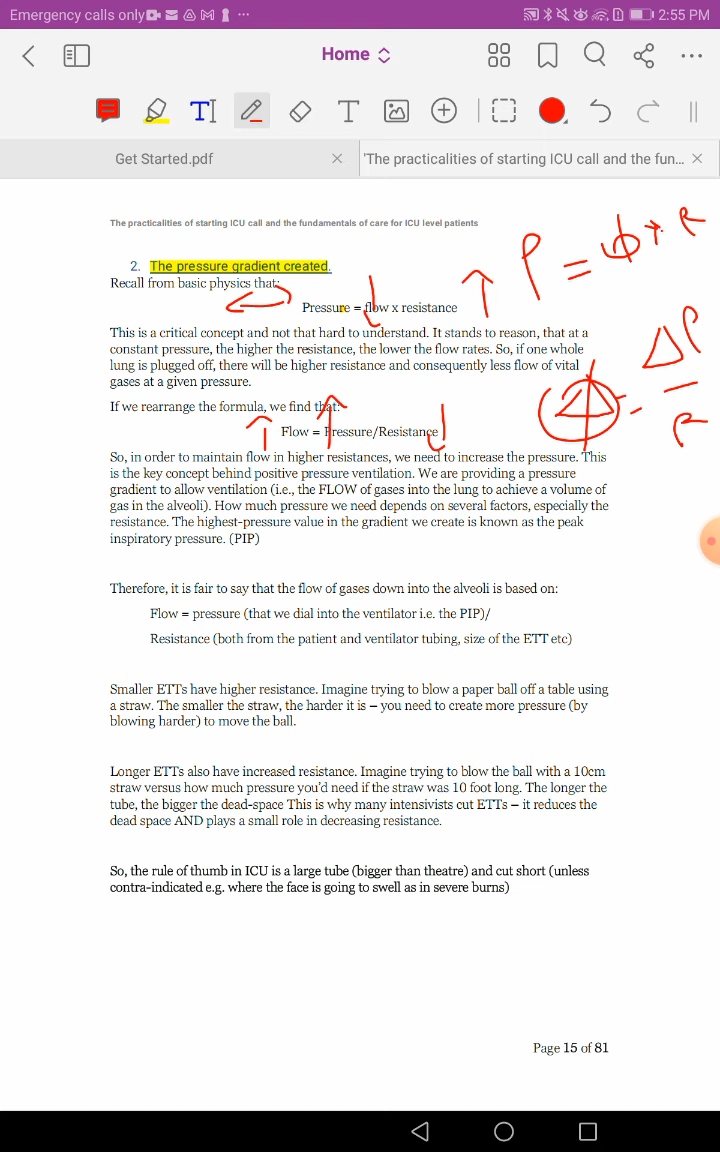 Emergency calls only
2:55 PM
Home
Get Started.pdf
'The practicalities of starting ICU call and the fun...
The practicalities of starting ICU call and the fundamentals of care for ICU level patients
2. The pressure gradient created.
Recall from basic physics that:
Pressure = flow x resistance
P = ϕ * R
This is a critical concept and not that hard to understand. It stands to reason, that at a
constant pressure, the higher the resistance, the lower the flow rates. So, if one whole
lung is plugged off, there will be higher resistance and consequently less flow of vital
gases at a given pressure.
If we rearrange the formula, we find that:
Flow = Pressure/Resistance
= ΔP
R
So, in order to maintain flow in higher resistances, we need to increase the pressure. This
is the key concept behind positive pressure ventilation. We are providing a pressure
gradient to allow ventilation (i.e., the FLOW of gases into the lung to achieve a volume of
gas in the alveoli). How much pressure we need depends on several factors, especially the
resistance. The highest-pressure value in the gradient we create is known as the peak
inspiratory pressure. (PIP)
Therefore, it is fair to say that the flow of gases down into the alveoli is based on:
Flow = pressure (that we dial into the ventilator i.e. the PIP)/
Resistance (both from the patient and ventilator tubing, size of the ETT etc)
Smaller ETTs have higher resistance. Imagine trying to blow a paper ball off a table using
a straw. The smaller the straw, the harder it is – you need to create more pressure (by
blowing harder) to move the ball.
Longer ETTs also have increased resistance. Imagine trying to blow the ball with a 10cm
straw versus how much pressure you'd need if the straw was 10 foot long. The longer the
tube, the bigger the dead-space This is why many intensivists cut ETTs – it reduces the
dead space AND plays a small role in decreasing resistance.
So, the rule of thumb in ICU is a large tube (bigger than theatre) and cut short (unless
contra-indicated e.g. where the face is going to swell as in severe burns)
Page 15 of 81